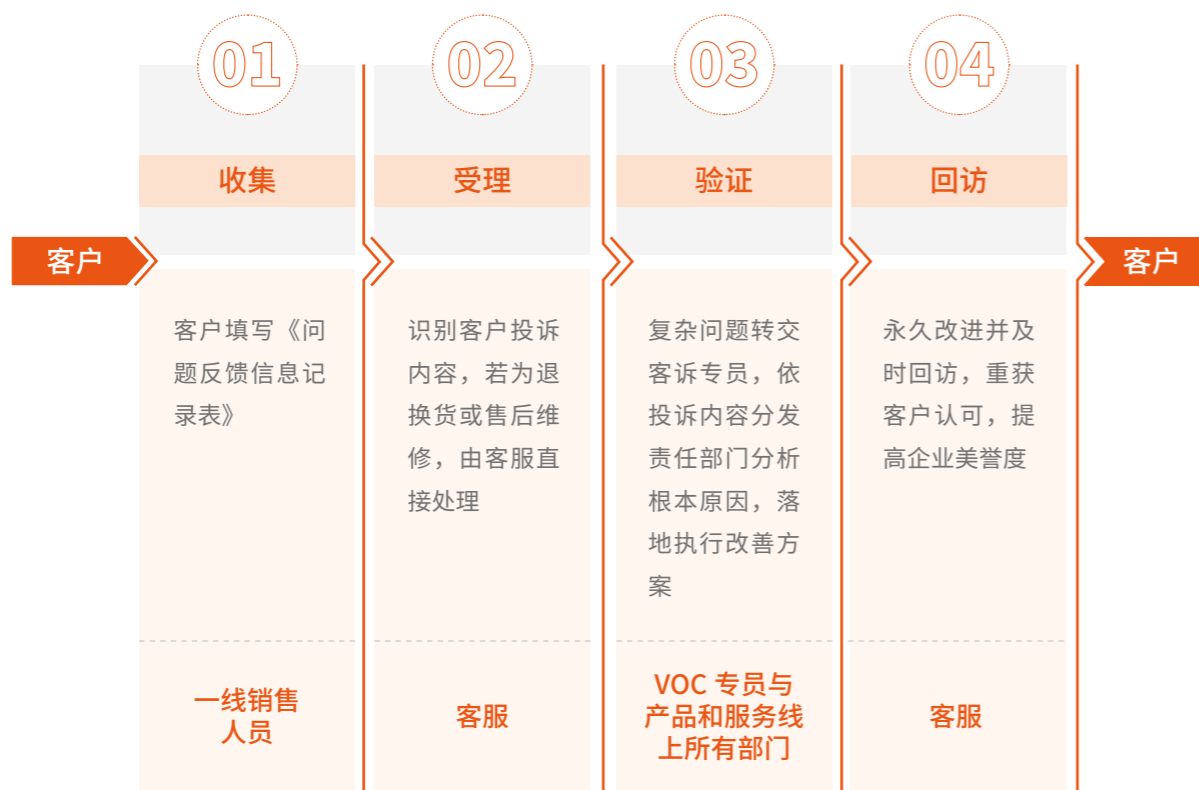 01
收集
客户填写《问
题反馈信息记
录表》
一线销售
人员
02
受理
识别客户投诉
内容，若为退
换货或售后维
修，由客服直
接处理
客服
03
验证
复杂问题转交
客诉专员，依
投诉内容分发
责任部门分析
根本原因，落
地执行改善方
案
VOC 专员与
产品和服务线
上所有部门
04
回访
永久改进并及
时回访，重获
客户认可，提
高企业美誉度
客服
客户
客户